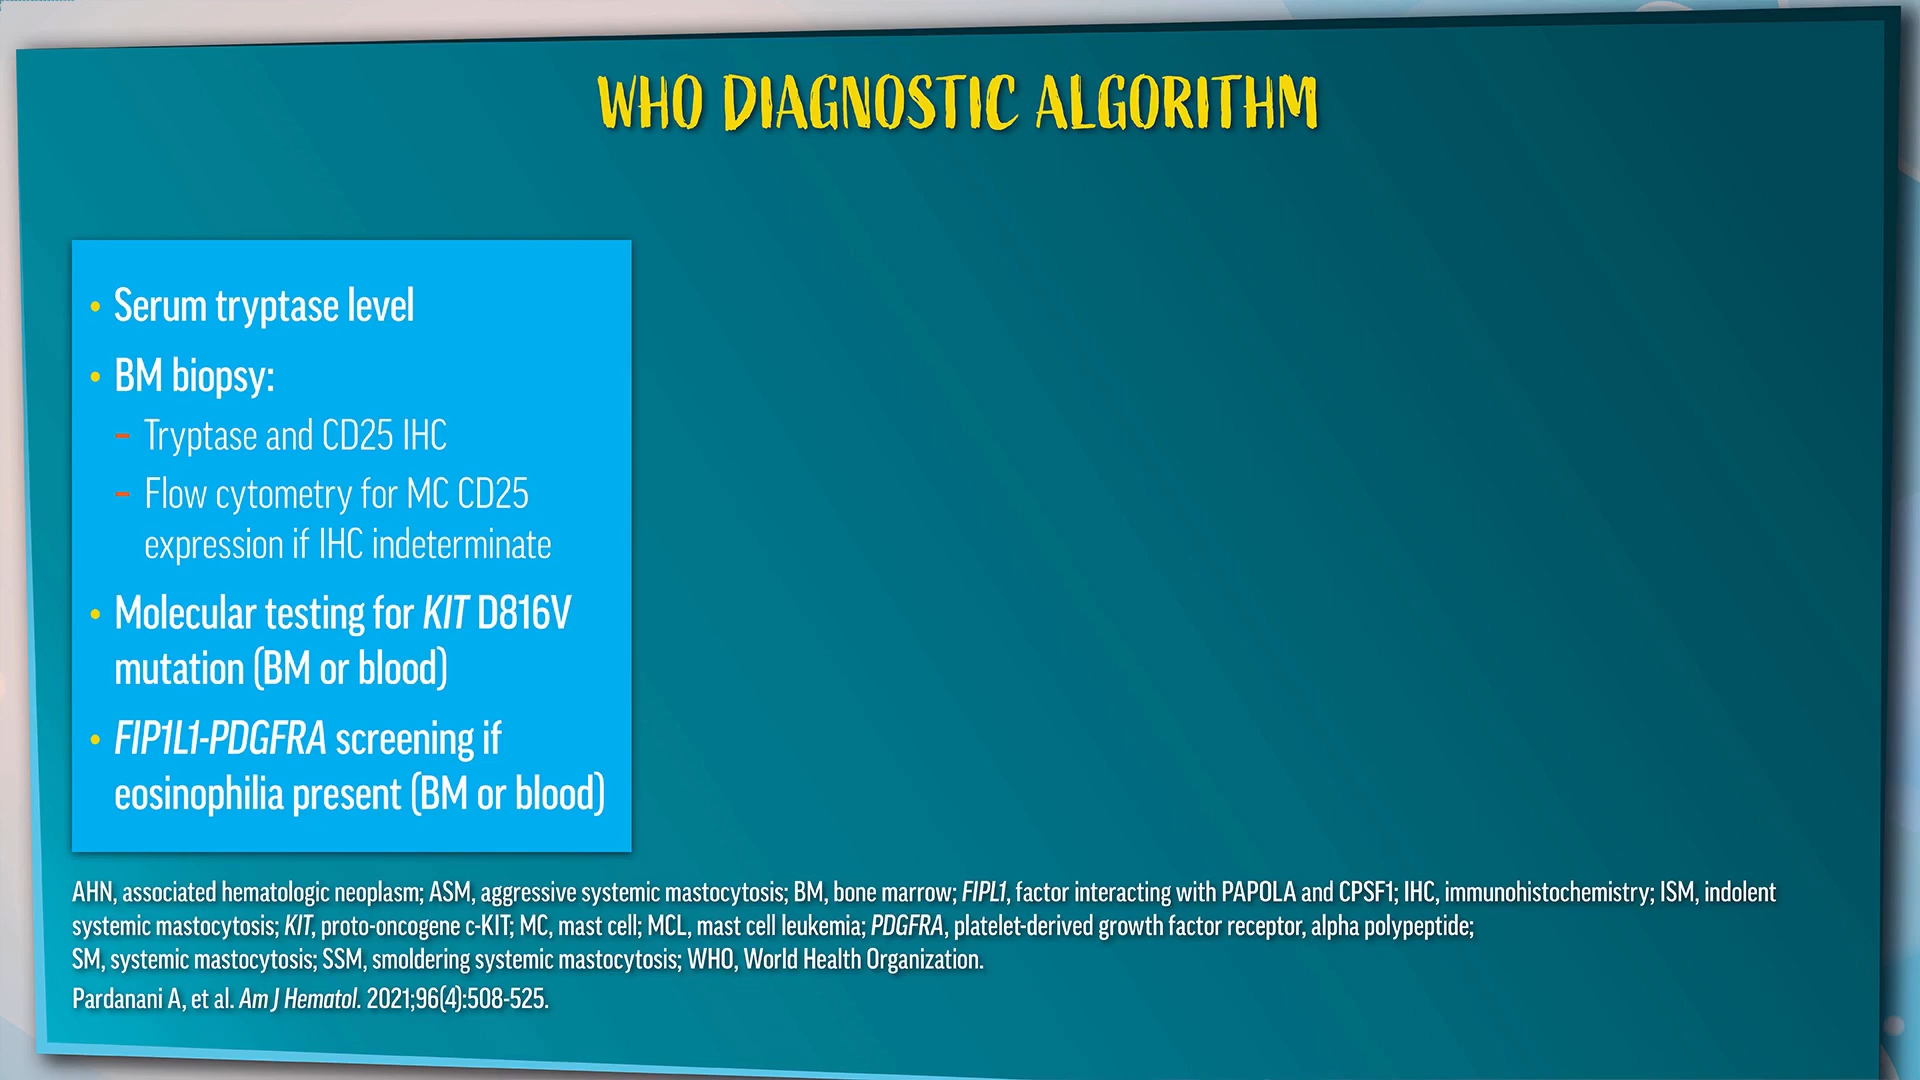 WHO DIAGNOSTIC ALGORITHM
• Serum tryptase level
• BM biopsy:
– Tryptase and CD25 IHC
– Flow cytometry for MC CD25
expression if IHC indeterminate
• Molecular testing for KIT D816V
mutation (BM or blood)
• FIP1L1-PDGFRA screening if
eosinophilia present (BM or blood)
AHN, associated hematologic neoplasm; ASM, aggressive systemic mastocytosis; BM, bone marrow; FIPL1, factor interacting with PAPOLA and CPSF1; IHC, immunohistochemistry; ISM, indolent
systemic mastocytosis; KIT, proto-oncogene c-KIT; MC, mast cell; MCL, mast cell leukemia; PDGFRA, platelet-derived growth factor receptor, alpha polypeptide;
SM, systemic mastocytosis; SSM, smoldering systemic mastocytosis; WHO, World Health Organization.
Pardanani A, et al. Am J Hematol. 2021;96(4):508-525.